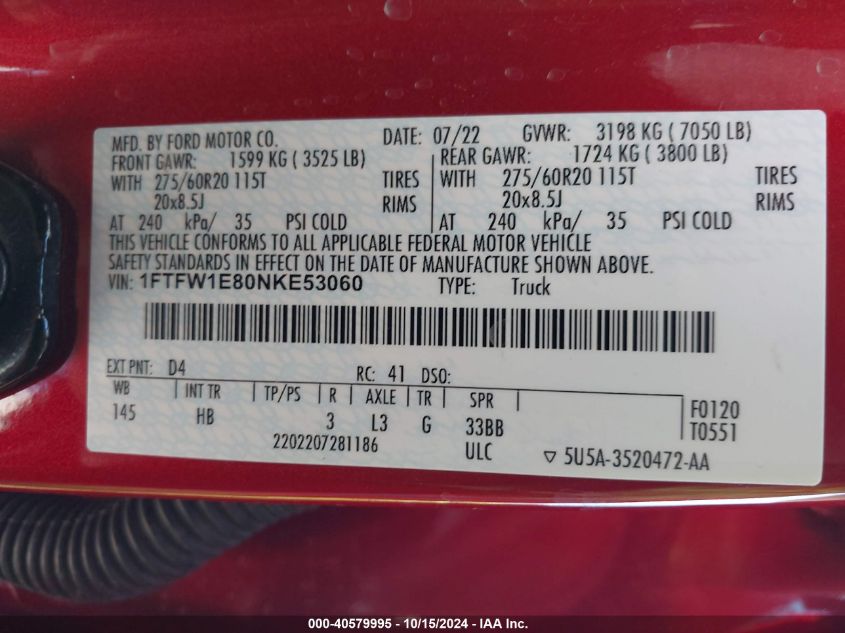 MFD. BY FORD MOTOR CO. DATE: 07/22 GVWR: 3198 KG ( 7050 LB)
FRONT GAWR: 1599 KG ( 3525 LB) REAR GAWR: 1724 KG ( 3800 LB)
WITH 275/60R20 115T TIRES WITH 275/60R20 115T TIRES
20x8.5J RIMS 20x8.5J RIMS
AT 240 kPa/ 35 PSI COLD AT 240 kPa/ 35 PSI COLD
THIS VEHICLE CONFORMS TO ALL APPLICABLE FEDERAL MOTOR VEHICLE
SAFETY STANDARDS IN EFFECT ON THE DATE OF MANUFACTURE SHOWN ABOVE.
VIN: 1FTFW1E80NKE53060 TYPE: Truck
EXT PNT: D4 RC: 41 DSO:
WB INT TR TP/PS R AXLE TR SPR
145 HB 3 L3 G 33BB F0120
2202207281186 ULC T0551
▽ 5U5A-3520472-AA
000-40579995 - 10/15/2024 - IAA Inc.